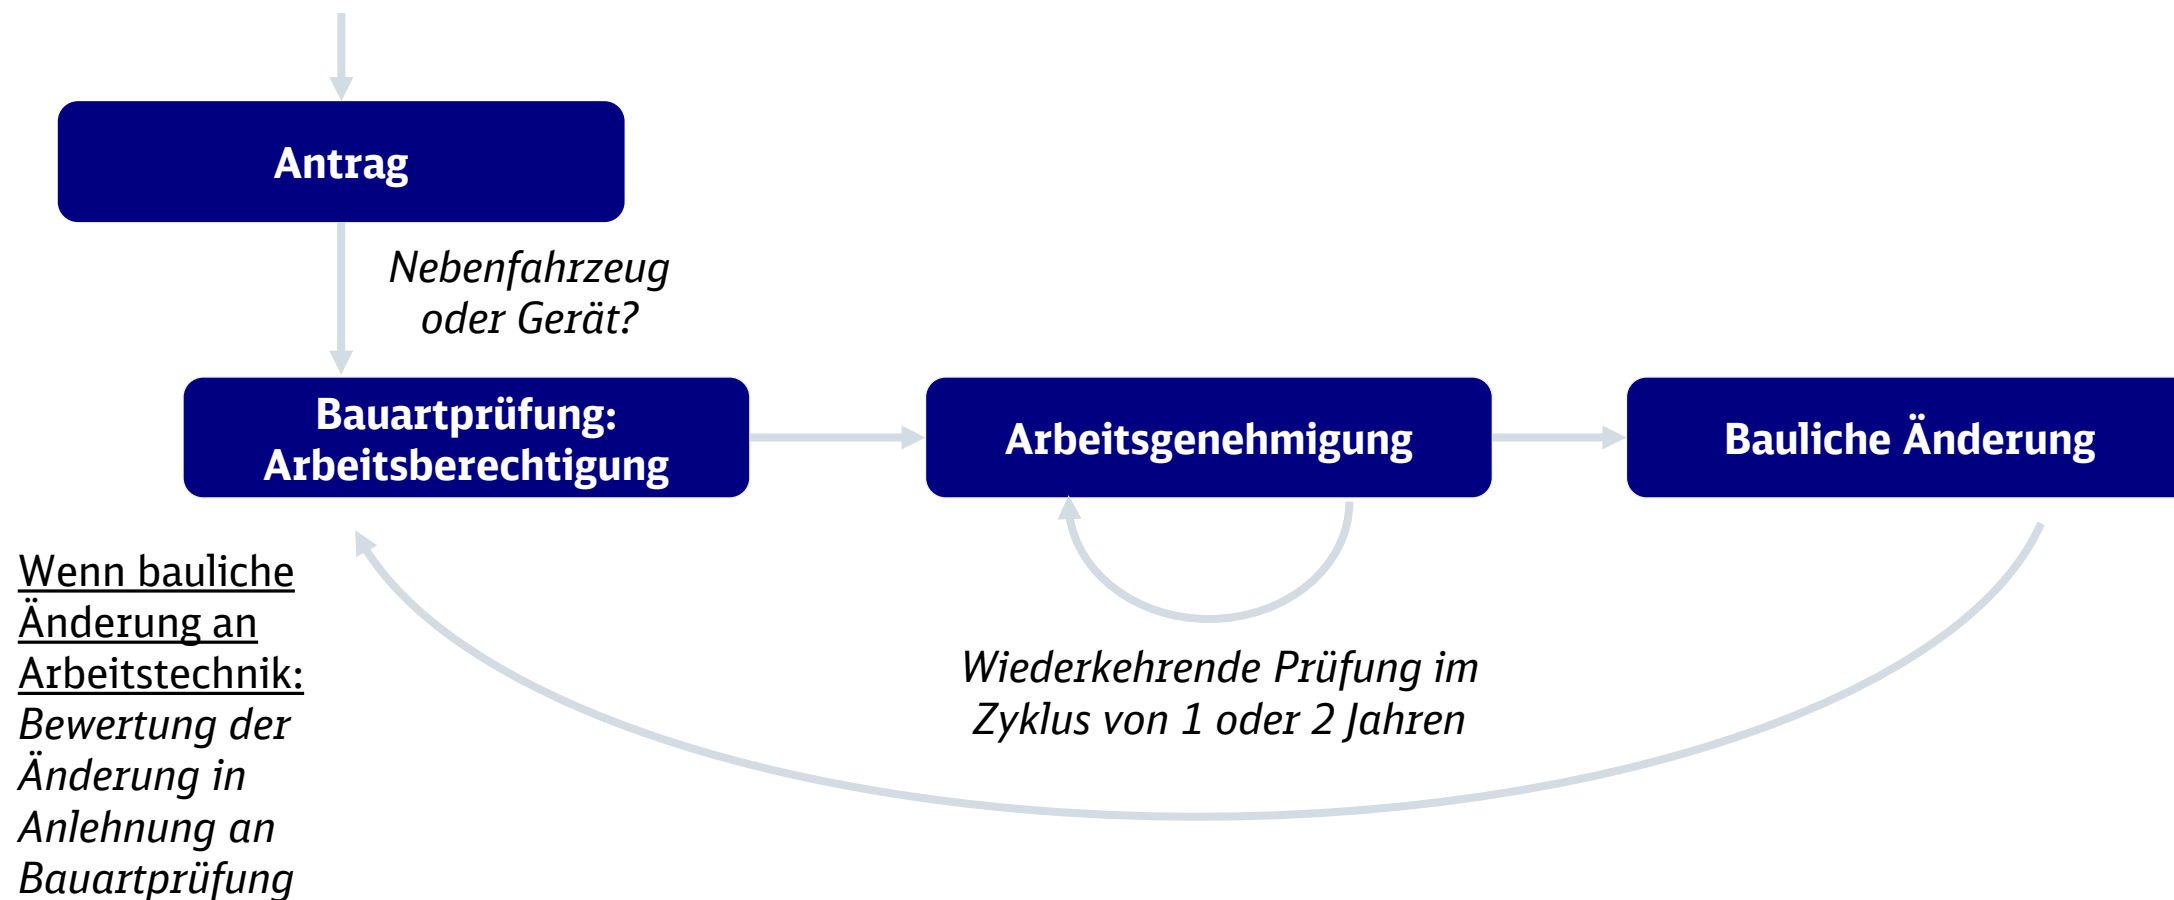 Antrag
Nebenfahrzeug
oder Gerät?
Bauartprüfung:
Arbeitsberechtigung
Arbeitsgenehmigung
Bauliche Änderung
Wenn bauliche
Änderung an
Arbeitstechnik:
Bewertung der
Änderung in
Anlehnung an
Bauartprüfung
Wiederkehrende Prüfung im
Zyklus von 1 oder 2 Jahren